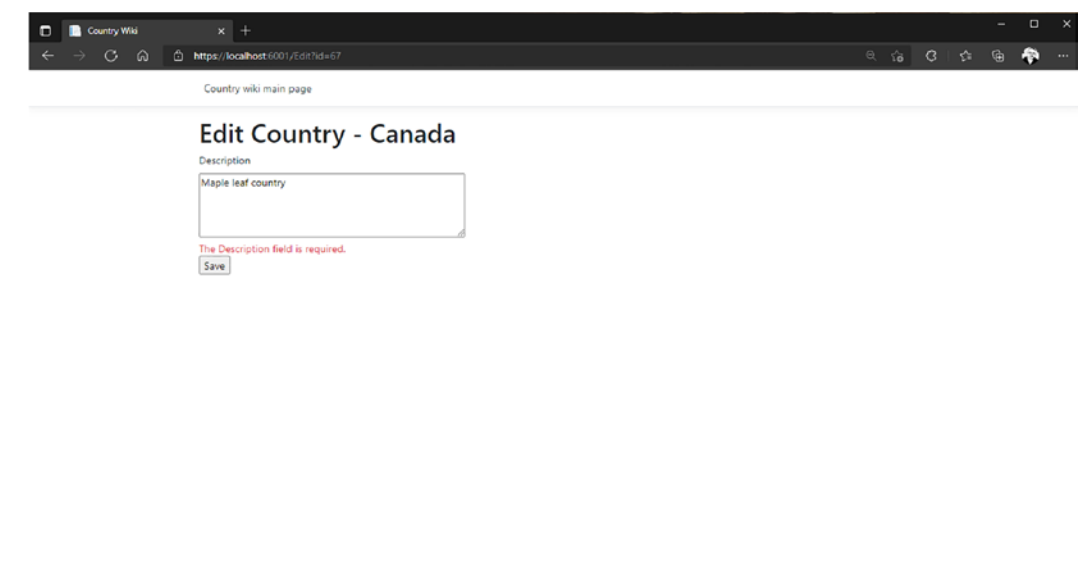 Country Wiki
https://localhost:6001/Edit?id=67
Country wiki main page
Edit Country - Canada
Description
Maple leaf country
The Description field is required.
Save